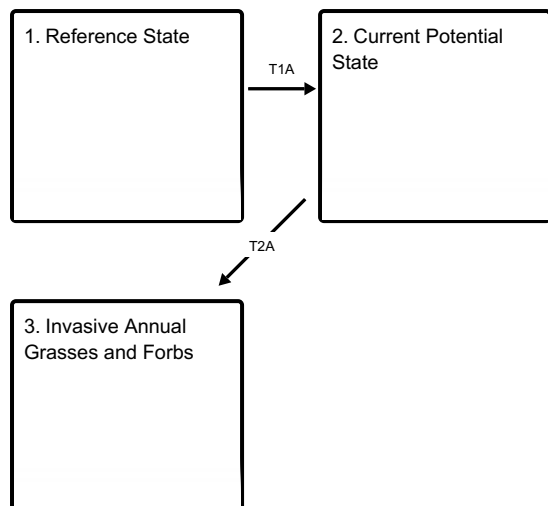 1. Reference State
2. Current Potential
State
T1A
T2A
3. Invasive Annual
Grasses and Forbs